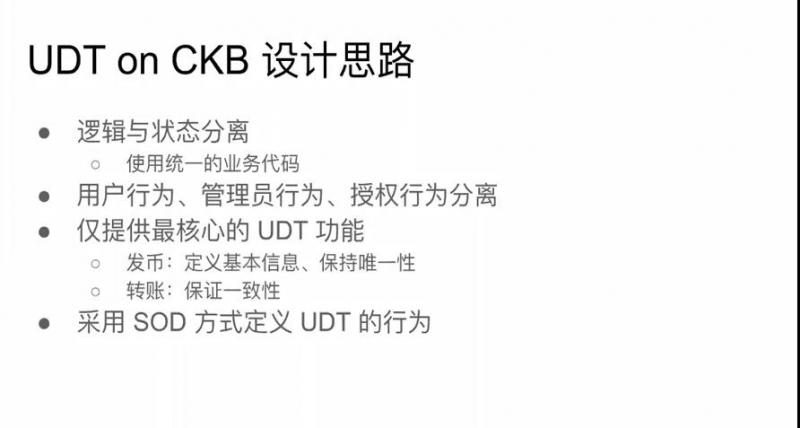 UDT on CKB 设计思路
● 逻辑与状态分离
○ 使用统一的业务代码
● 用户行为、管理员行为、授权行为分离
● 仅提供最核心的 UDT 功能
○ 发币：定义基本信息、保持唯一性
○ 转账：保证一致性
● 采用 SOD 方式定义 UDT 的行为